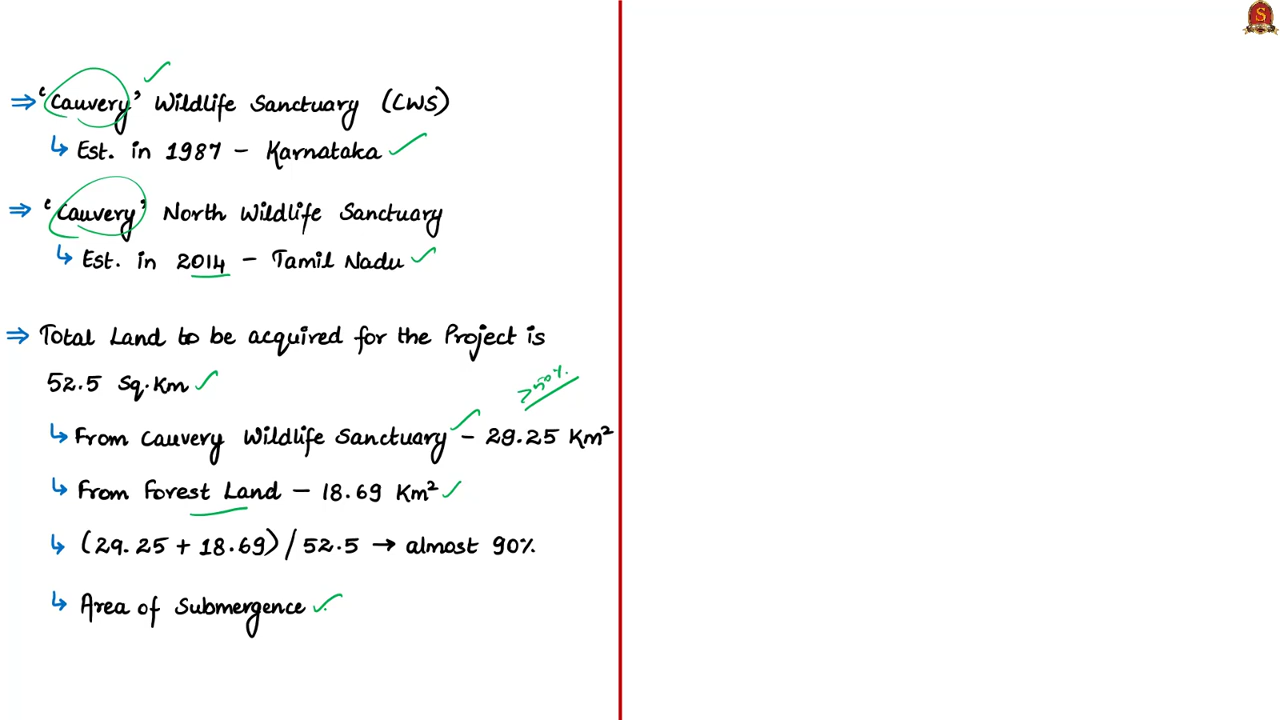 ⇒ 'Cauvery' Wildlife Sanctuary (CWS)
↳ Est. in 1987 – Karnataka
⇒ 'Cauvery' North Wildlife Sanctuary
↳ Est. in 2014 – Tamil Nadu
⇒ Total Land to be acquired for the Project is
52.5 Sq.Km
>50%
↳ From Cauvery Wildlife Sanctuary – 29.25 Km²
↳ From Forest Land – 18.69 Km²
↳ (29.25 + 18.69) / 52.5 → almost 90%
↳ Area of Submergence
S